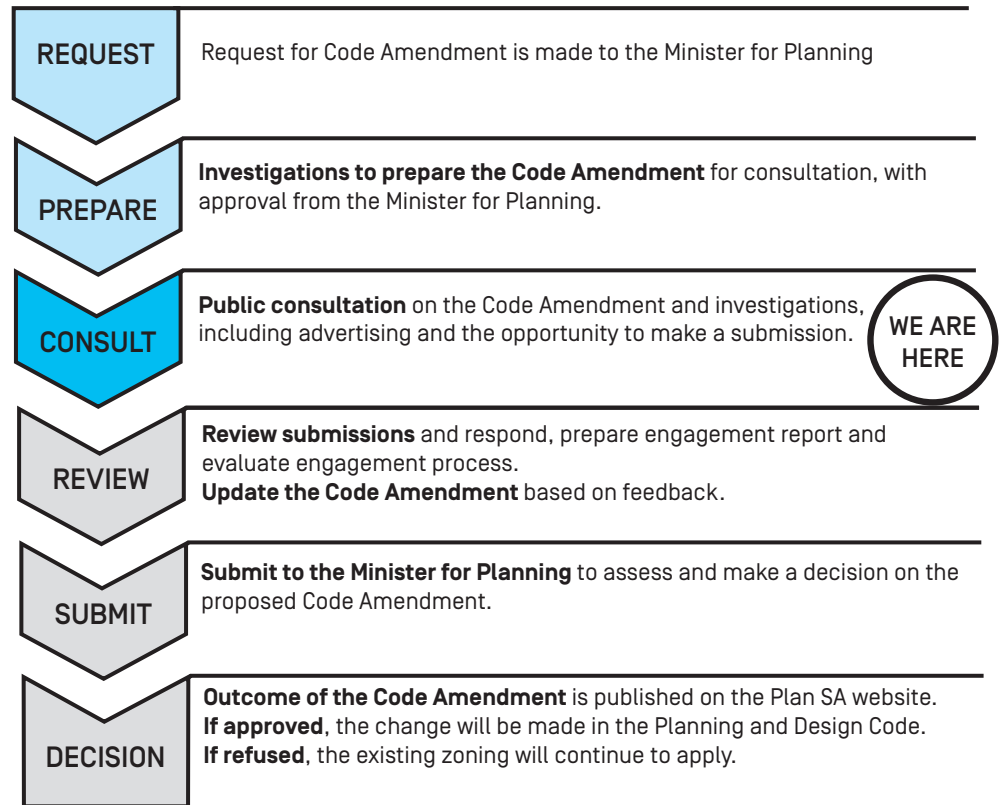 REQUEST
Request for Code Amendment is made to the Minister for Planning
PREPARE
Investigations to prepare the Code Amendment for consultation, with
approval from the Minister for Planning.
CONSULT
Public consultation on the Code Amendment and investigations,
including advertising and the opportunity to make a submission.
WE ARE
HERE
REVIEW
Review submissions and respond, prepare engagement report and
evaluate engagement process.
Update the Code Amendment based on feedback.
SUBMIT
Submit to the Minister for Planning to assess and make a decision on the
proposed Code Amendment.
DECISION
Outcome of the Code Amendment is published on the Plan SA website.
If approved, the change will be made in the Planning and Design Code.
If refused, the existing zoning will continue to apply.